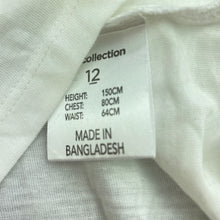 collection
12
HEIGHT: 150CM
CHEST: 80CM
WAIST: 64CM
MADE IN
BANGLADESH